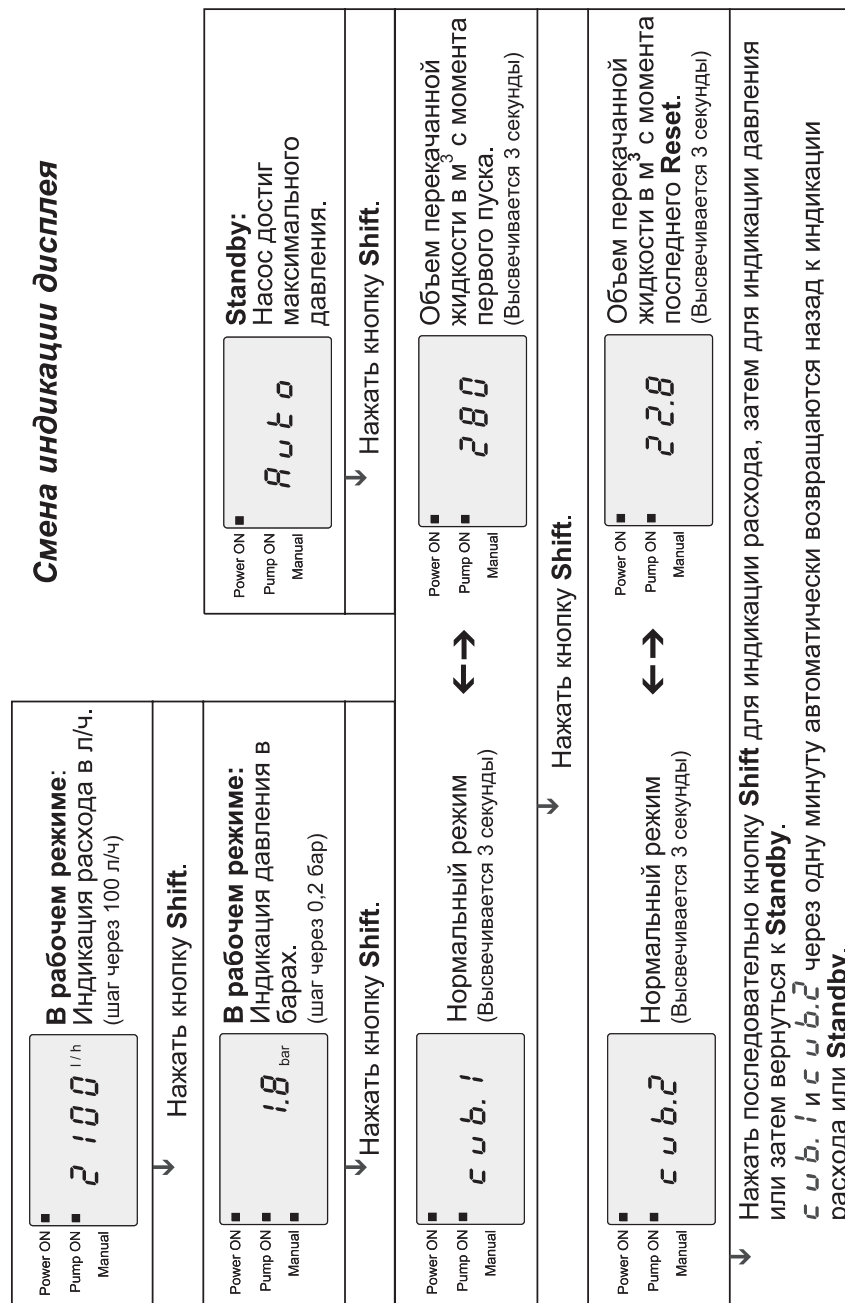 Смена индикации дисплея
Power ON
Pump ON
Manual
2 100 l / h
В рабочем режиме:
Индикация расхода в л/ч.
(шаг через 100 л/ч)
Нажать кнопку Shift.
Power ON
Pump ON
Manual
1.8 bar
В рабочем режиме:
Индикация давления в
барах.
(шаг через 0,2 бар)
Нажать кнопку Shift.
Power ON
Pump ON
Manual
Auto
Standby:
Насос достиг
максимального
давления.
Нажать кнопку Shift.
Power ON
Pump ON
Manual
cub.1
Нормальный режим
(Высвечивается 3 секунды)
Power ON
Pump ON
Manual
280
Объем перекачанной
жидкости в м³ с момента
первого пуска.
(Высвечивается 3 секунды)
Нажать кнопку Shift.
Power ON
Pump ON
Manual
cub.2
Нормальный режим
(Высвечивается 3 секунды)
Power ON
Pump ON
Manual
22.8
Объем перекачанной
жидкости в м³ с момента
последнего Reset.
(Высвечивается 3 секунды)
Нажать последовательно кнопку Shift для индикации расхода, затем для индикации давления
или затем вернуться к Standby.
cub.1 и cub.2 через одну минуту автоматически возвращаются назад к индикации
расхода или Standby.